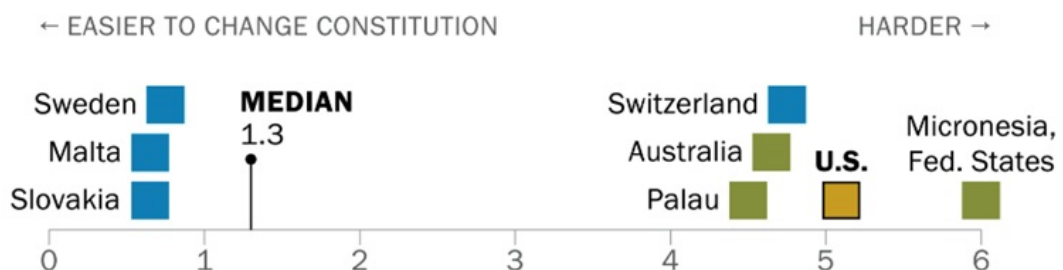 ← EASIER TO CHANGE CONSTITUTION
HARDER →
Sweden
MEDIAN
1.3
Malta
Slovakia
Switzerland
Australia
Palau
U.S.
Micronesia,
Fed. States
0 1 2 3 4 5 6